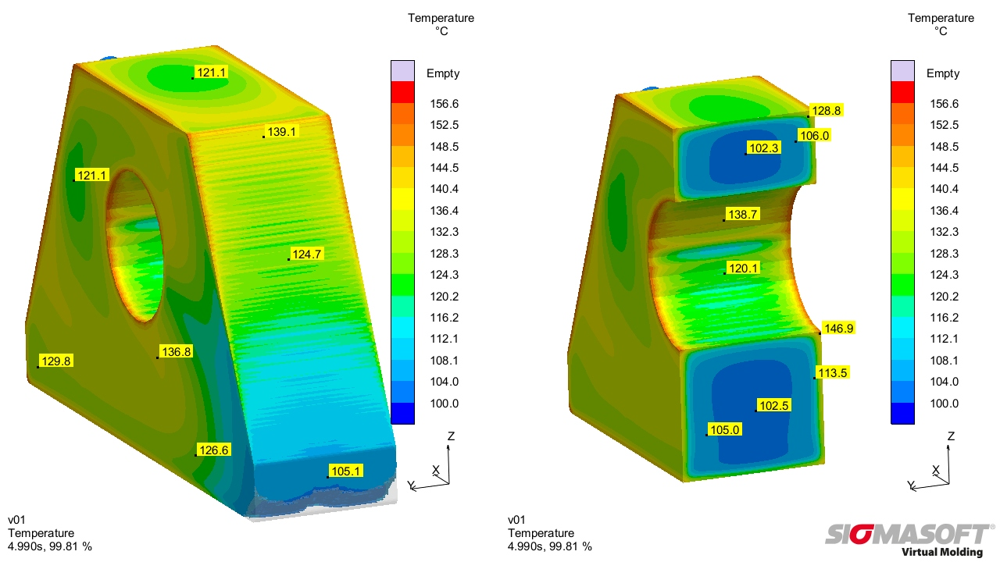 Temperature
°C
Empty
156.6
152.5
148.5
144.5
140.4
136.4
132.3
128.3
124.3
120.2
116.2
112.1
108.1
104.0
100.0
121.1
139.1
121.1
124.7
136.8
129.8
126.6
105.1
Z
X
Y
v01
Temperature
4.990s, 99.81 %
Temperature
°C
Empty
156.6
152.5
148.5
144.5
140.4
136.4
132.3
128.3
124.3
120.2
116.2
112.1
108.1
104.0
100.0
128.8
106.0
102.3
138.7
120.1
146.9
113.5
102.5
105.0
Z
X
Y
v01
Temperature
4.990s, 99.81 %
SIGMASOFT®
Virtual Molding